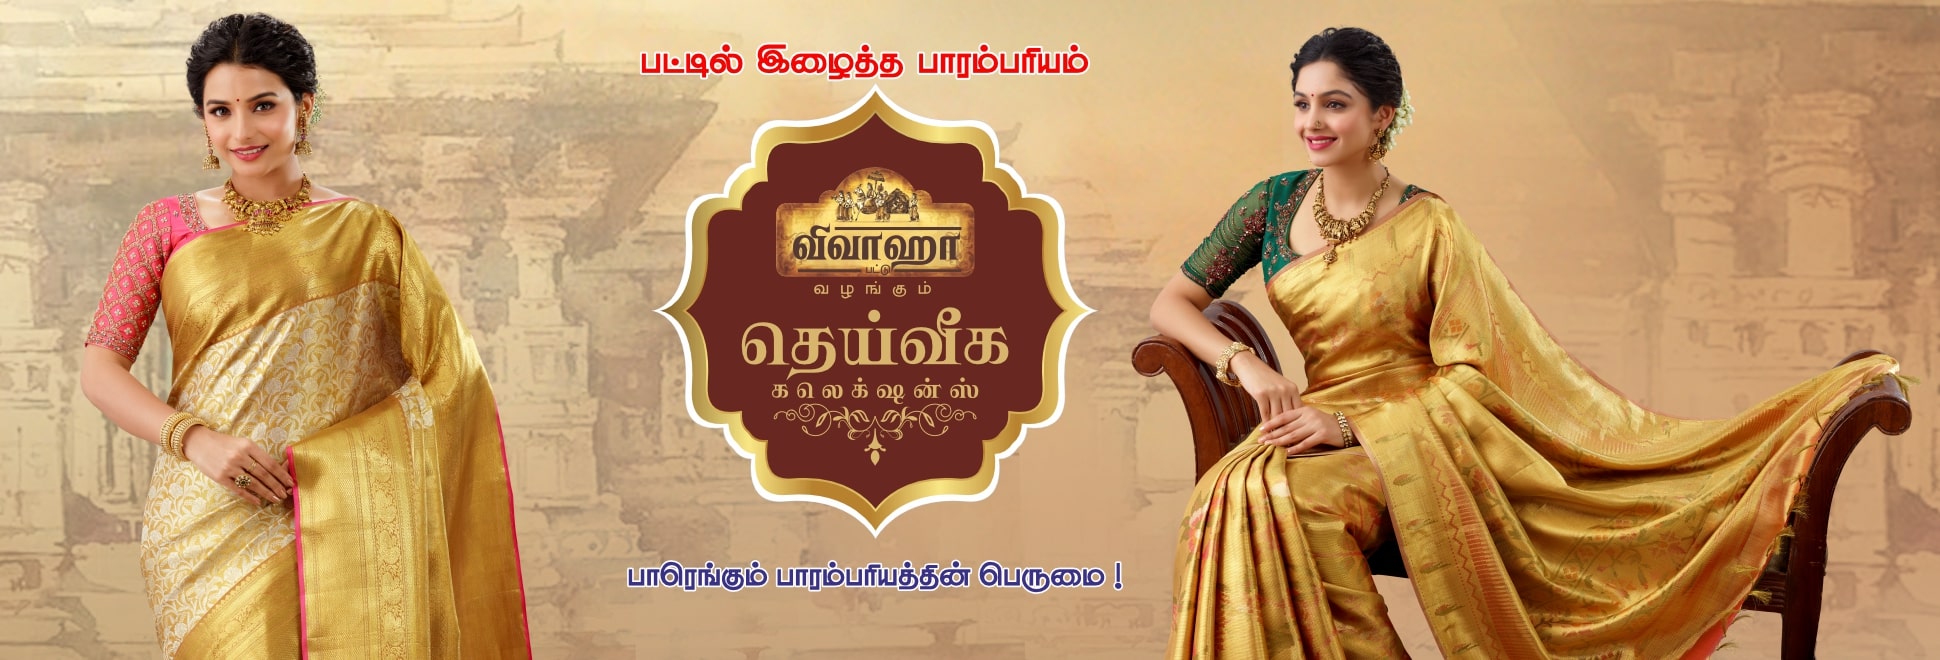 பட்டில் இழைத்த பாரம்பரியம்
விவாஹா
பட்டு
வழங்கும்
தெய்வீக
கலெக்ஷன்ஸ்
பாரெங்கும் பாரம்பரியத்தின் பெருமை !